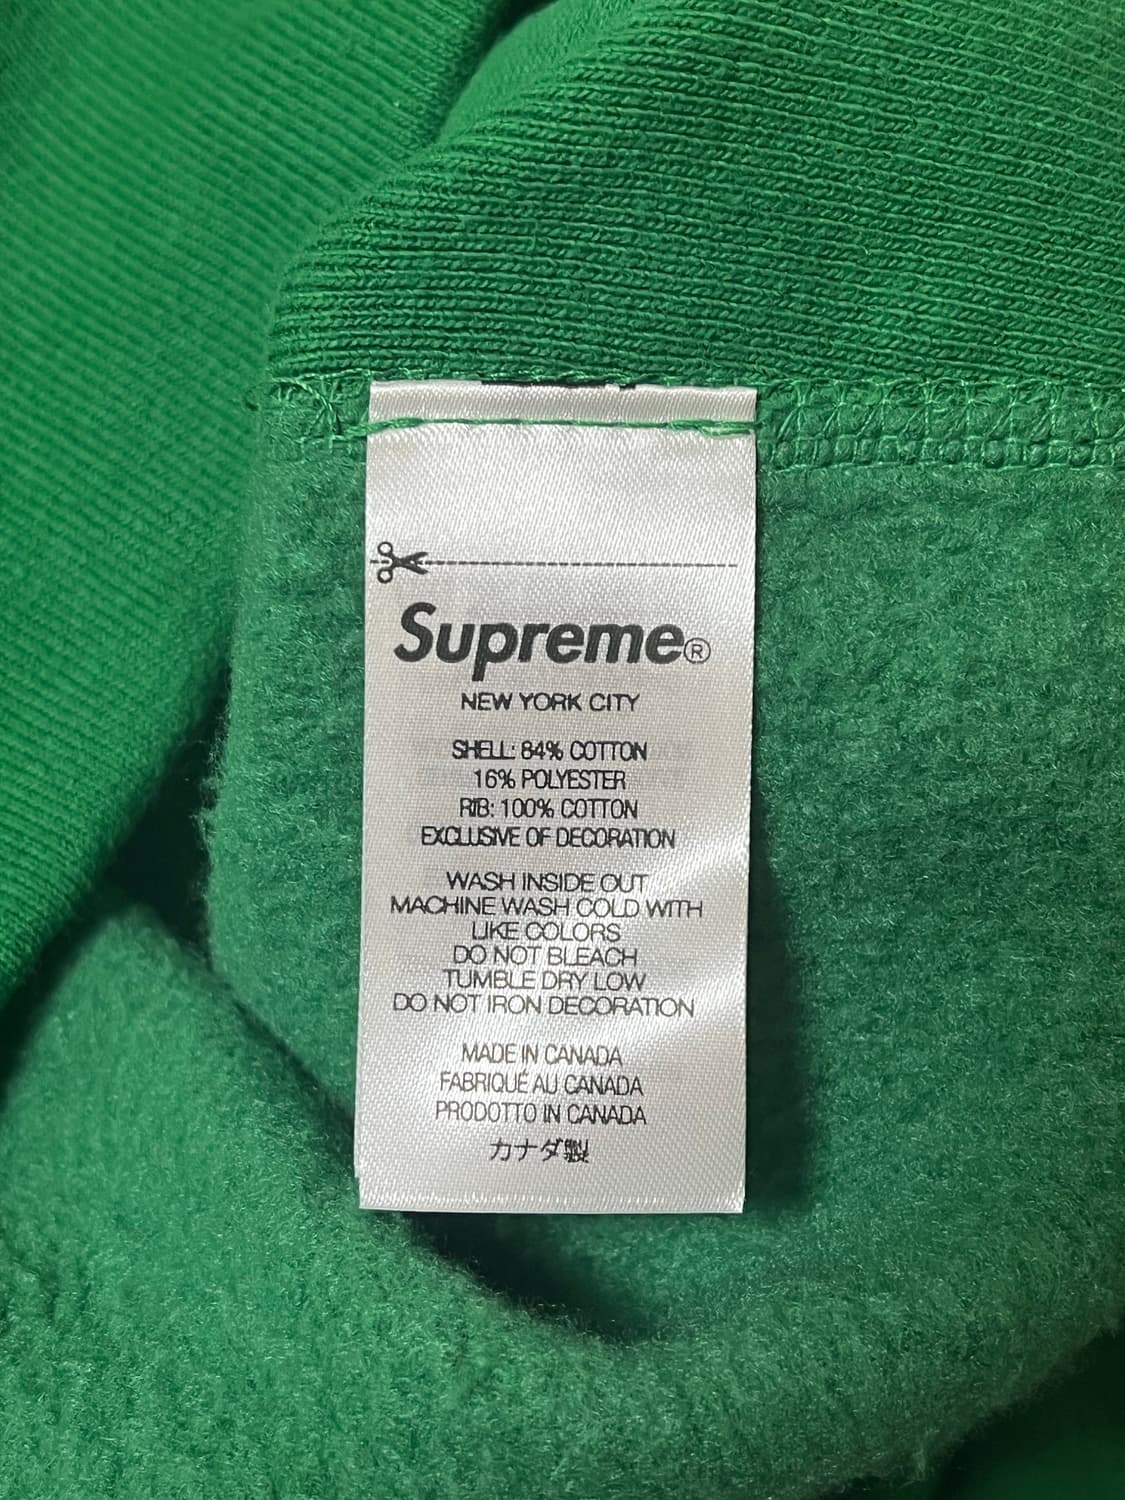 Supreme®
NEW YORK CITY
SHELL: 84% COTTON
16% POLYESTER
RIB: 100% COTTON
EXCLUSIVE OF DECORATION
WASH INSIDE OUT
MACHINE WASH COLD WITH
LIKE COLORS
DO NOT BLEACH
TUMBLE DRY LOW
DO NOT IRON DECORATION
MADE IN CANADA
FABRIQUÉ AU CANADA
PRODOTTO IN CANADA
カナダ製